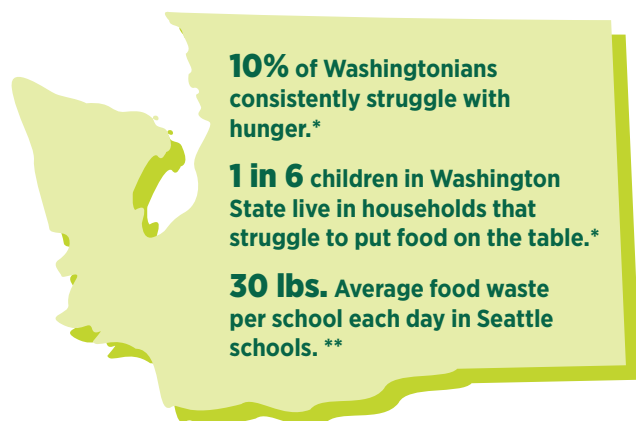 10% of Washingtonians
consistently struggle with
hunger.*
1 in 6 children in Washington
State live in households that
struggle to put food on the table.*
30 lbs. Average food waste
per school each day in Seattle
schools. **